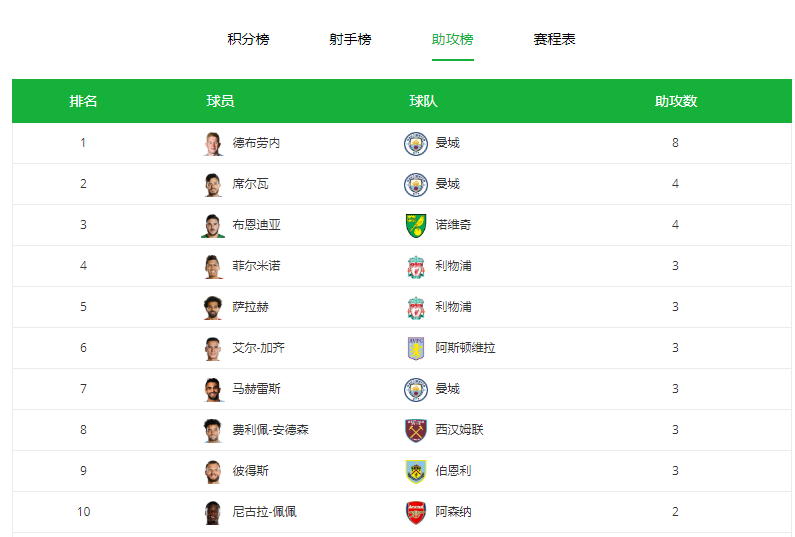 积分榜 射手榜 助攻榜 赛程表
排名 球员 球队 助攻数
1 德布劳内 曼城 8
2 席尔瓦 曼城 4
3 布恩迪亚 诺维奇 4
4 菲尔米诺 利物浦 3
5 萨拉赫 利物浦 3
6 艾尔-加齐 阿斯顿维拉 3
7 马赫雷斯 曼城 3
8 费利佩-安德森 西汉姆联 3
9 彼得斯 伯恩利 3
10 尼古拉-佩佩 阿森纳 2